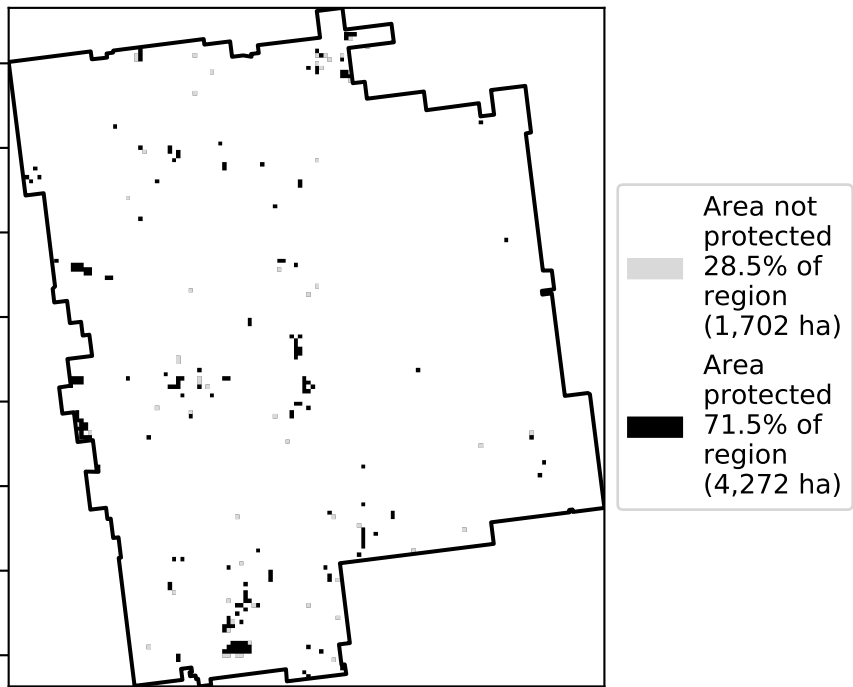 Area not
protected
28.5% of
region
(1,702 ha)
Area
protected
71.5% of
region
(4,272 ha)